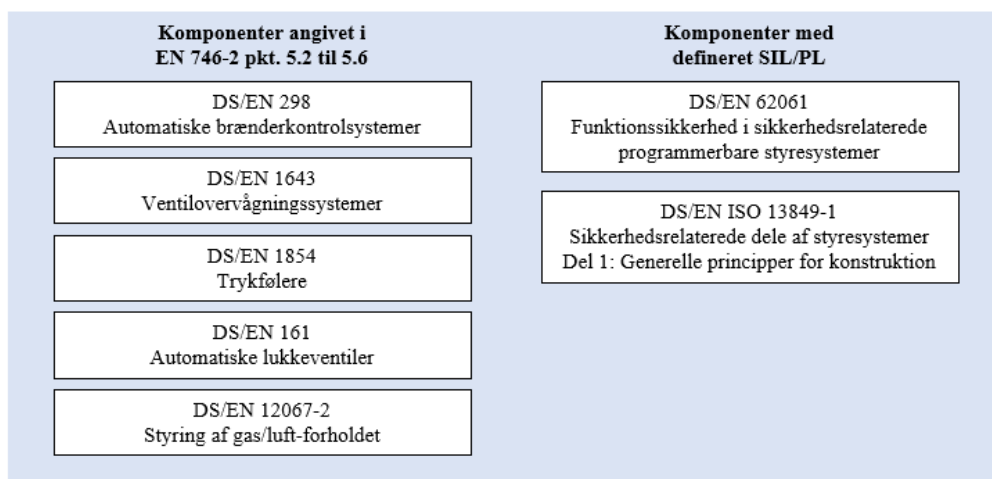 Komponenter angivet i
EN 746-2 pkt. 5.2 til 5.6
DS/EN 298
Automatiske brænderkontrolsystemer
DS/EN 1643
Ventilovervågningssystemer
DS/EN 1854
Trykfølere
DS/EN 161
Automatiske lukkeventiler
DS/EN 12067-2
Styring af gas/luft-forholdet
Komponenter med
defineret SIL/PL
DS/EN 62061
Funktionssikkerhed i sikkerhedsrelaterede
programmerbare styresystemer
DS/EN ISO 13849-1
Sikkerhedsrelaterede dele af styresystemer
Del 1: Generelle principper for konstruktion